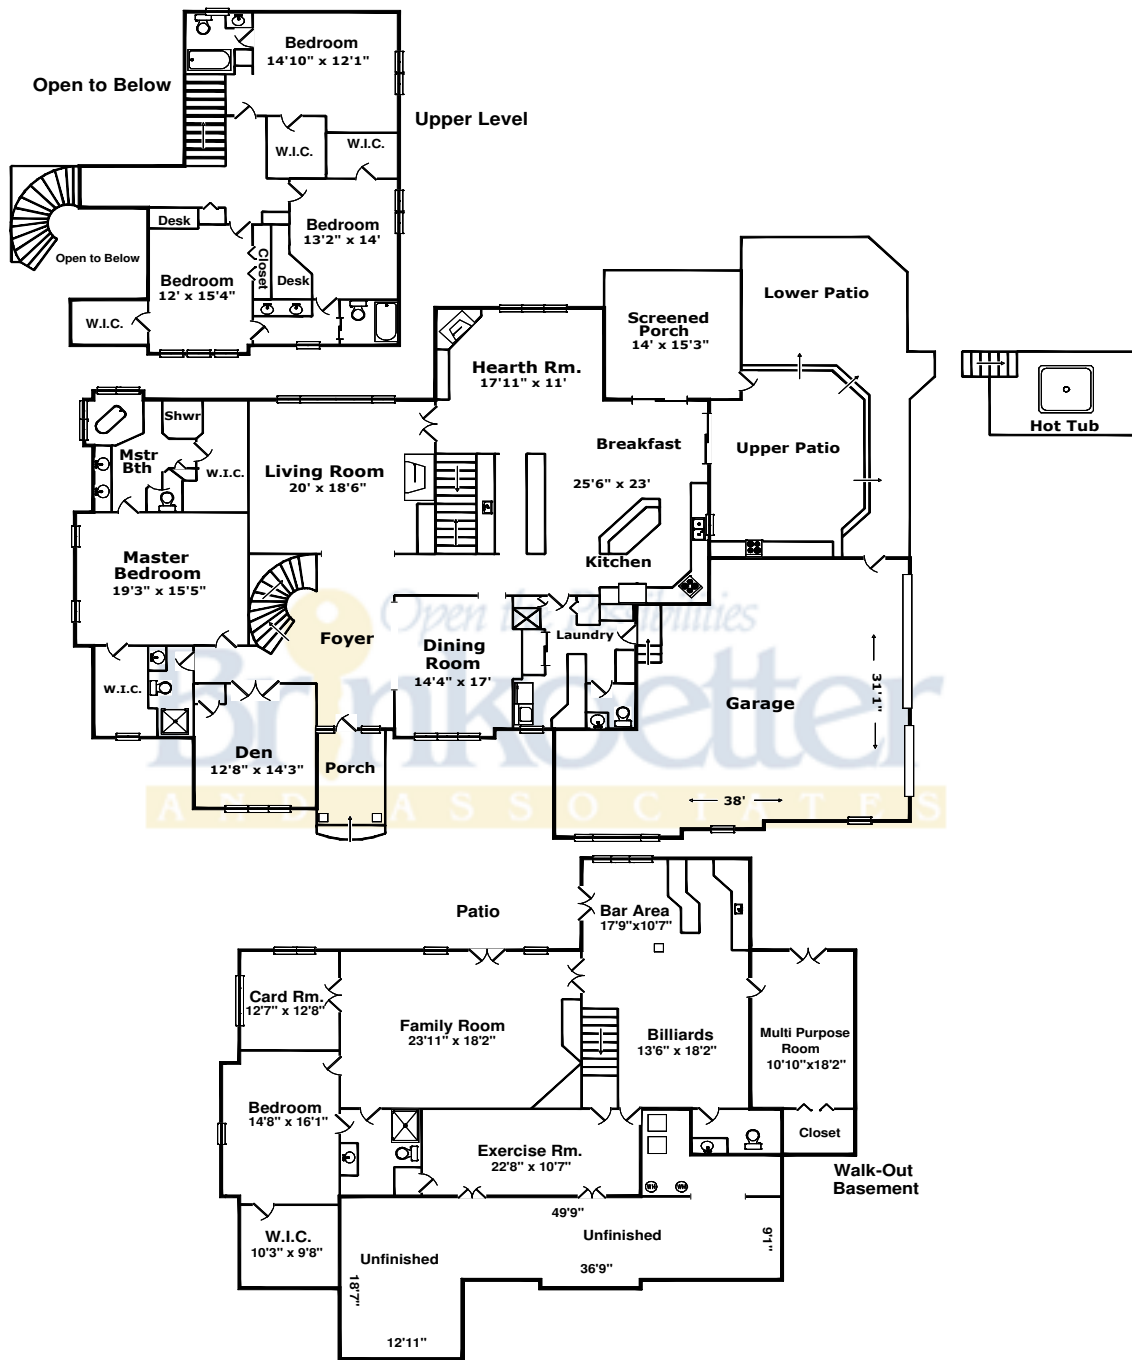 Bedroom
14'10" x 12'1"
Open to Below
Upper Level
W.I.C.
W.I.C.
Desk
Bedroom
13'2" x 14'
Open to Below
Closet
Bedroom
12' x 15'4"
Desk
W.I.C.
Lower Patio
Screened
Porch
14' x 15'3"
Hearth Rm.
17'11" x 11'
Hot Tub
Shwr
Mstr
Bth
W.I.C.
Living Room
20' x 18'6"
Breakfast
25'6" x 23'
Upper Patio
Kitchen
Master
Bedroom
19'3" x 15'5"
Open the Possibilities
Foyer
Dining
Room
14'4" x 17'
Laundry
W.I.C.
Brinkoetter
Garage
31'1"
Den
12'8" x 14'3"
Porch
38'
AND ASSOCIATES
Patio
Bar Area
17'9"x10'7"
Card Rm.
12'7" x 12'8"
Family Room
23'11" x 18'2"
Billiards
13'6" x 18'2"
Multi Purpose
Room
10'10"x18'2"
Bedroom
14'8" x 16'1"
Closet
Exercise Rm.
22'8" x 10'7"
Walk-Out
Basement
WH
WH
49'9"
W.I.C.
10'3" x 9'8"
Unfinished
Unfinished
9'1"
36'9"
18'7"
12'11"